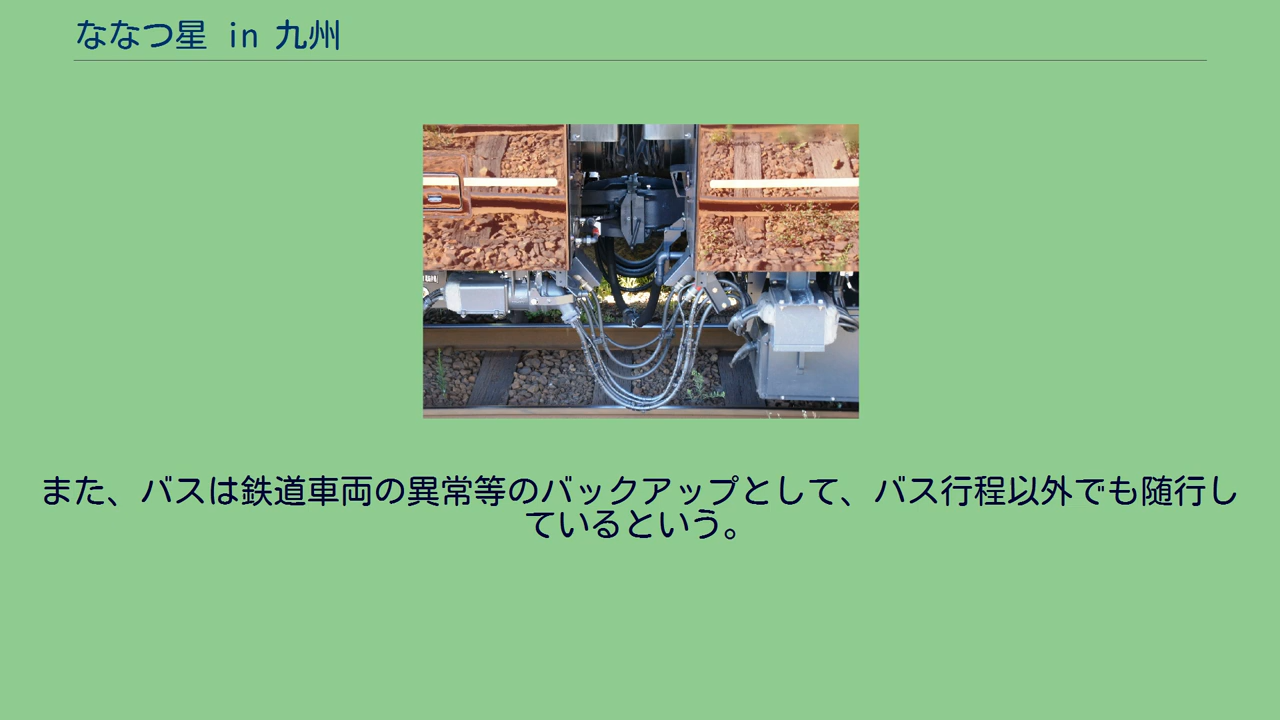 ななつ星 in 九州
また、バスは鉄道車両の異常等のバックアップとして、バス行程以外でも随行し
ているという。